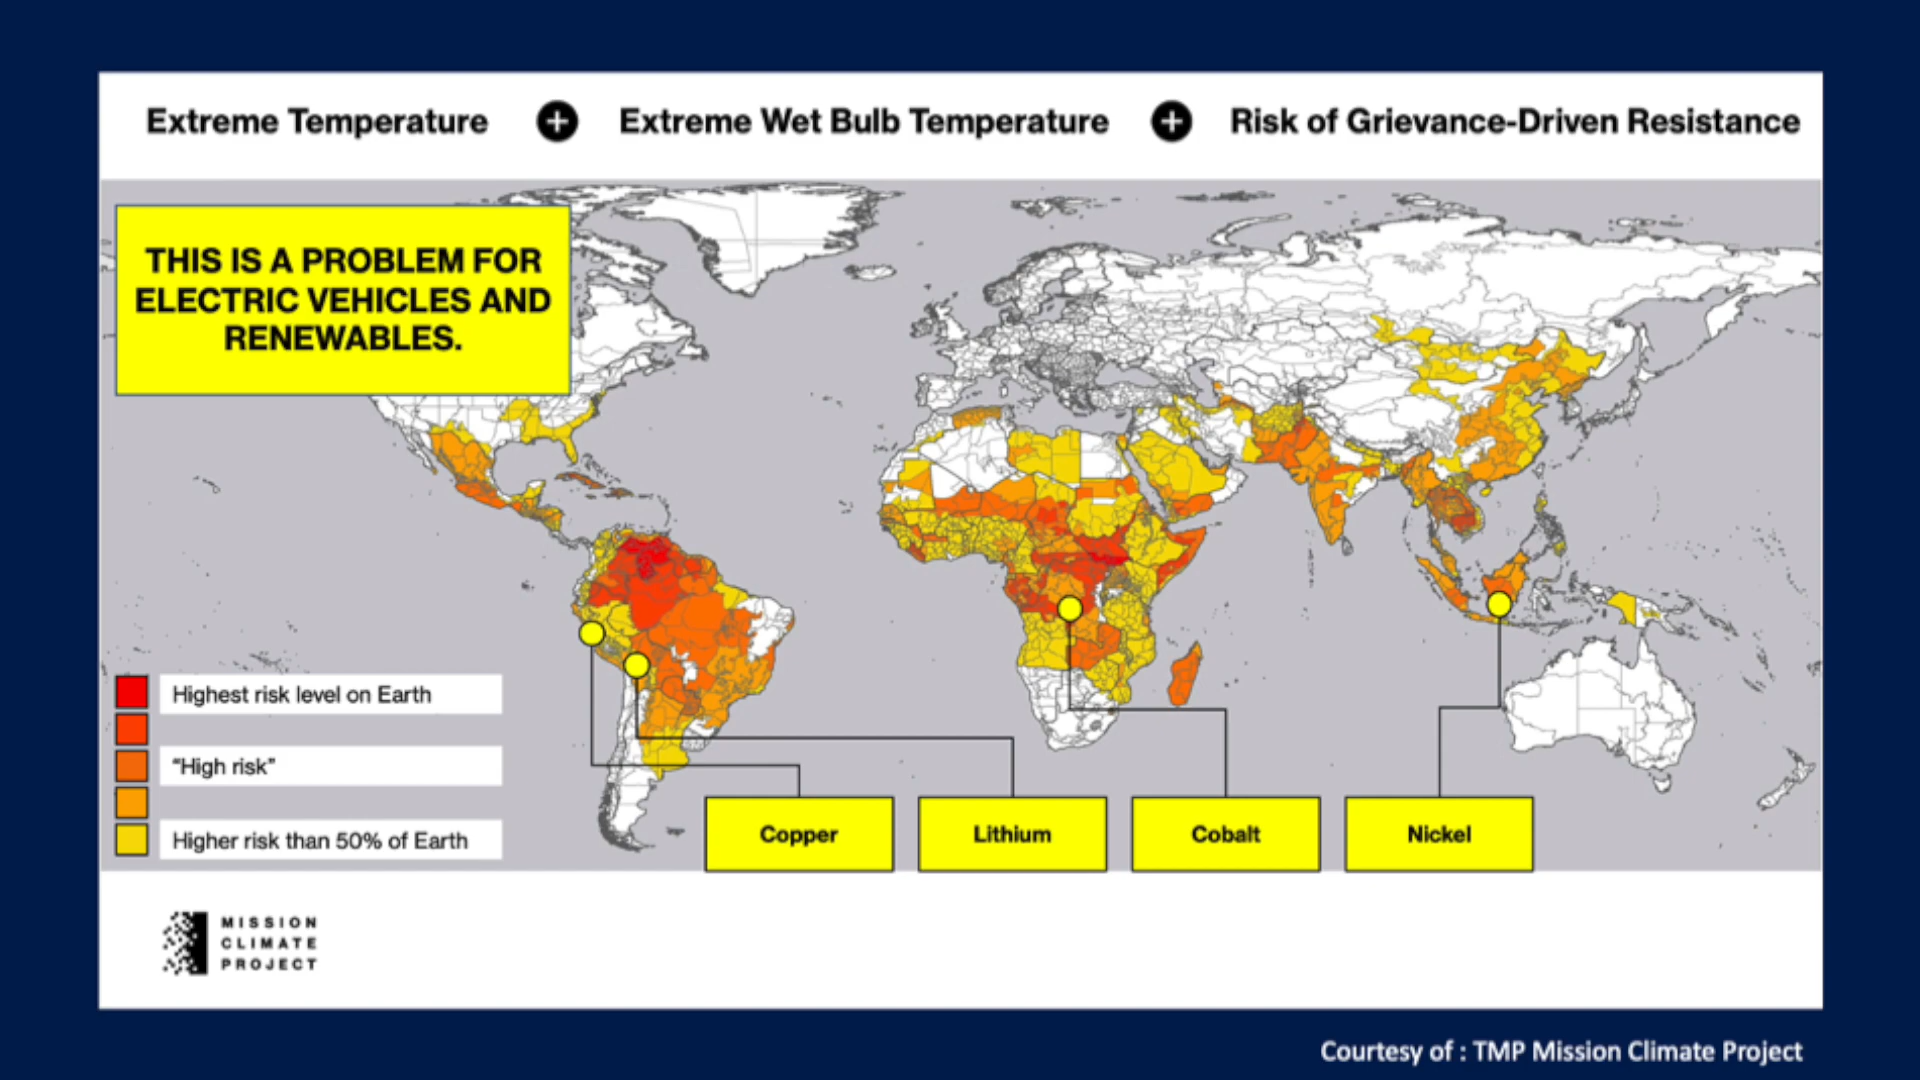 Extreme Temperature + Extreme Wet Bulb Temperature + Risk of Grievance-Driven Resistance
THIS IS A PROBLEM FOR
ELECTRIC VEHICLES AND
RENEWABLES.
Highest risk level on Earth
“High risk”
Higher risk than 50% of Earth
Copper
Lithium
Cobalt
Nickel
MISSION
CLIMATE
PROJECT
Courtesy of : TMP Mission Climate Project